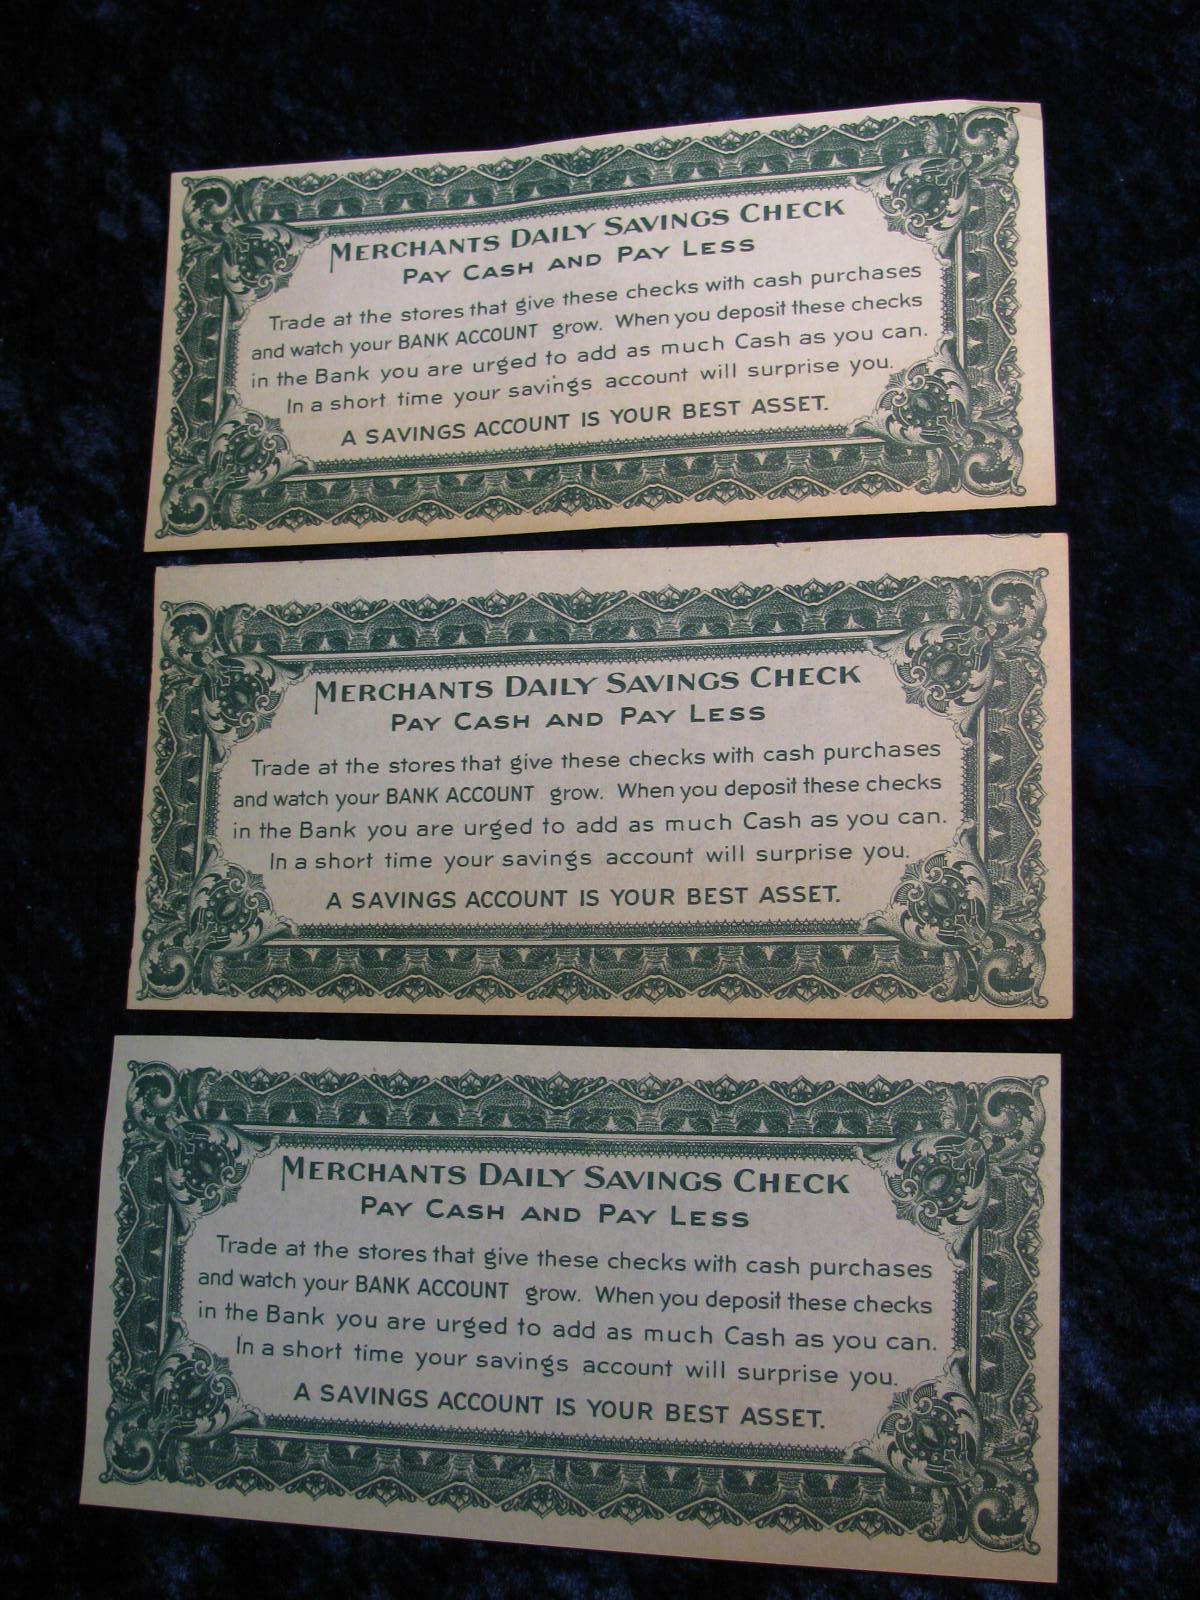 MERCHANTS DAILY SAVINGS CHECK
PAY CASH AND PAY LESS
Trade at the stores that give these checks with cash purchases
and watch your BANK ACCOUNT grow. When you deposit these checks
in the Bank you are urged to add as much Cash as you can.
In a short time your savings account will surprise you.
A SAVINGS ACCOUNT IS YOUR BEST ASSET.
MERCHANTS DAILY SAVINGS CHECK
PAY CASH AND PAY LESS
Trade at the stores that give these checks with cash purchases
and watch your BANK ACCOUNT grow. When you deposit these checks
in the Bank you are urged to add as much Cash as you can.
In a short time your savings account will surprise you.
A SAVINGS ACCOUNT IS YOUR BEST ASSET.
MERCHANTS DAILY SAVINGS CHECK
PAY CASH AND PAY LESS
Trade at the stores that give these checks with cash purchases
and watch your BANK ACCOUNT grow. When you deposit these checks
in the Bank you are urged to add as much Cash as you can.
In a short time your savings account will surprise you.
A SAVINGS ACCOUNT IS YOUR BEST ASSET.